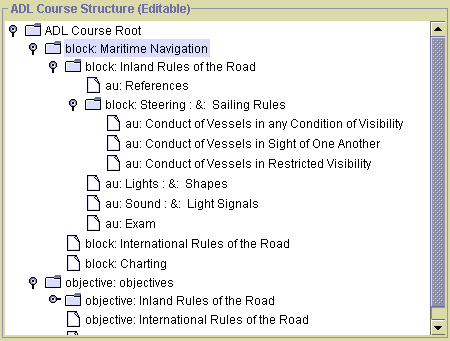 ADL Course Structure (Editable)
ADL Course Root
block: Maritime Navigation
block: Inland Rules of the Road
au: References
block: Steering : &: Sailing Rules
au: Conduct of Vessels in any Condition of Visibility
au: Conduct of Vessels in Sight of One Another
au: Conduct of Vessels in Restricted Visibility
au: Lights : &: Shapes
au: Sound : &: Light Signals
au: Exam
block: International Rules of the Road
block: Charting
objective: objectives
objective: Inland Rules of the Road
objective: International Rules of the Road